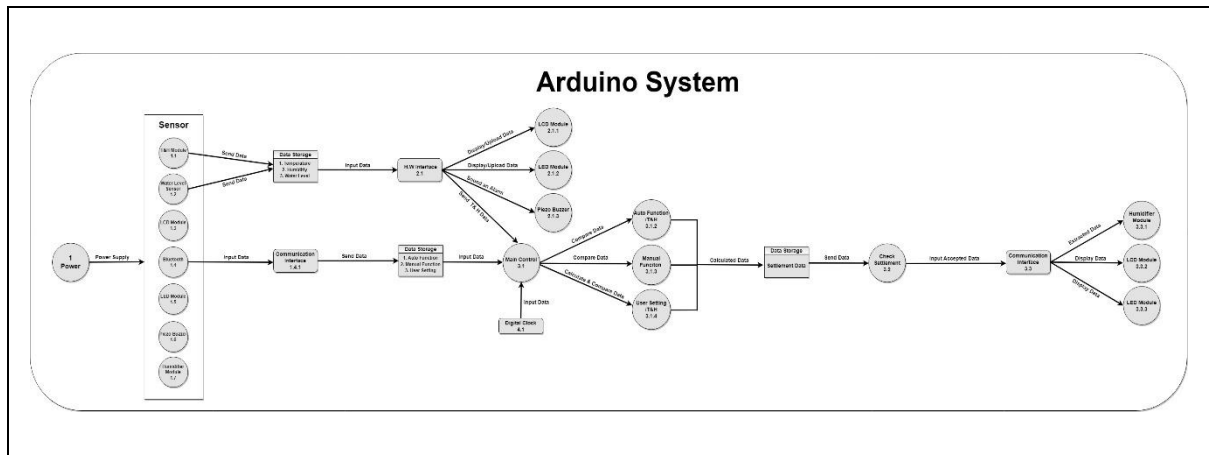 Arduino System
Sensor
T&H Module
1.1
Water Level
Sensor
1.2
LCD Module
1.3
Bluetooth
1.4
LED Module
1.5
Piezo Buzzer
1.6
Humidifier
Module
1.7
1
Power
Power Supply
Send Data
Send Data
Data Storage
1. Temperature
2. Humidity
3. Water Level
Input Data
H/W Interface
2.1
Display/Upload Data
Display/Upload Data
Sound an Alarm
Send T&H Data
LCD Module
2.1.1
LED Module
2.1.2
Piezo Buzzer
2.1.3
Input Data
Communication
Interface
1.4.1
Send Data
Data Storage
1. Auto Function
2. Manual Function
3. User Setting
Input Data
Main Control
3.1
Input Data
Digital Clock
4.1
Compare Data
Compare Data
Calculate & Compare Data
Auto Function
/T&H
3.1.2
Manual
Function
3.1.3
User Setting
/T&H
3.1.4
Calculated Data
Data Storage
Settlement Data
Send Data
Check
Settlement
Input Accepted Data
Communication
Interface
3.3
Extracted Data
Display Data
Display Data
Humidifier
Module
3.3.1
LCD Module
3.3.2
LED Module
3.3.3